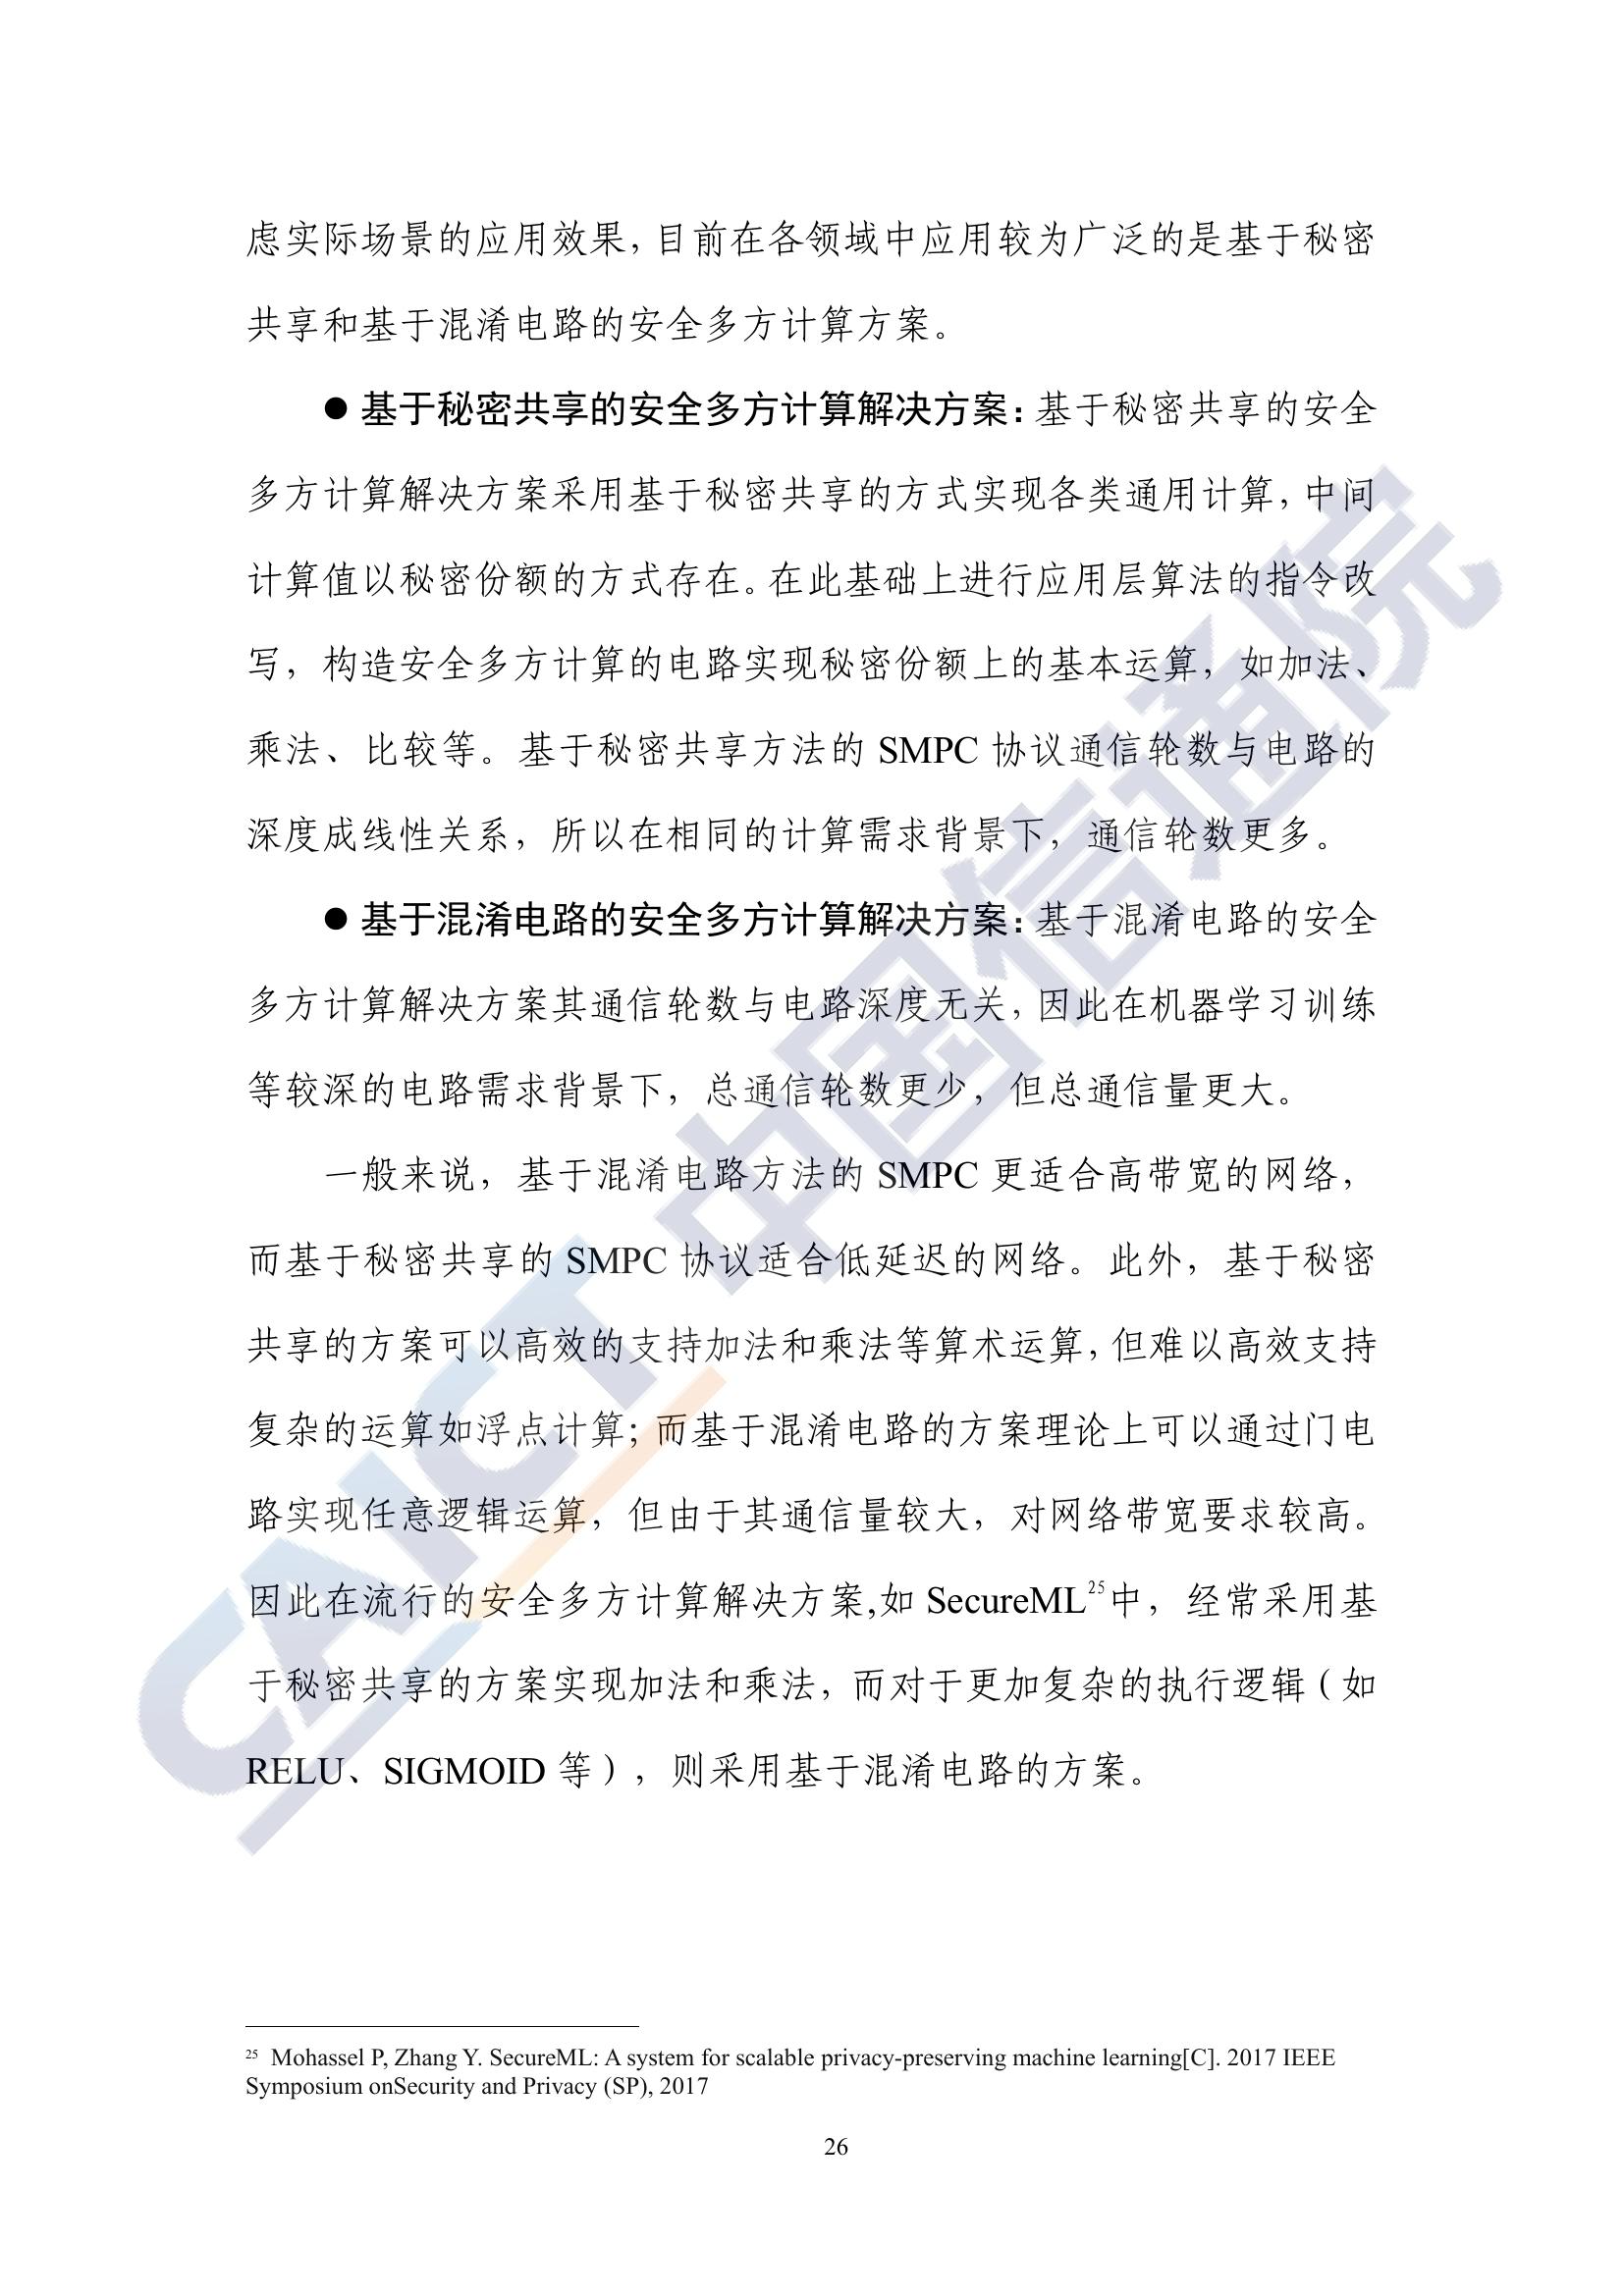 虑实际场景的应用效果，目前在各领域中应用较为广泛的是基于秘密
共享和基于混淆电路的安全多方计算方案。
●基于秘密共享的安全多方计算解决方案：基于秘密共享的安全
多方计算解决方案采用基于秘密共享的方式实现各类通用计算，中间
计算值以秘密份额的方式存在。在此基础上进行应用层算法的指令改
写，构造安全多方计算的电路实现秘密份额上的基本运算，如加法、
乘法、比较等。基于秘密共享方法的 SMPC 协议通信轮数与电路的
深度成线性关系，所以在相同的计算需求背景下，通信轮数更多。
●基于混淆电路的安全多方计算解决方案：基于混淆电路的安全
多方计算解决方案其通信轮数与电路深度无关，因此在机器学习训练
等较深的电路需求背景下，总通信轮数更少，但总通信量更大。
一般来说，基于混淆电路方法的 SMPC 更适合高带宽的网络，
而基于秘密共享的 SMPC 协议适合低延迟的网络。此外，基于秘密
共享的方案可以高效的支持加法和乘法等算术运算，但难以高效支持
复杂的运算如浮点计算；而基于混淆电路的方案理论上可以通过门电
路实现任意逻辑运算，但由于其通信量较大，对网络带宽要求较高。
因此在流行的安全多方计算解决方案,如 SecureML25中，经常采用基
于秘密共享的方案实现加法和乘法，而对于更加复杂的执行逻辑（如
RELU、SIGMOID 等），则采用基于混淆电路的方案。
CAICT 中国信通院
25 Mohassel P, Zhang Y. SecureML: A system for scalable privacy-preserving machine learning[C]. 2017 IEEE
Symposium onSecurity and Privacy (SP), 2017
26